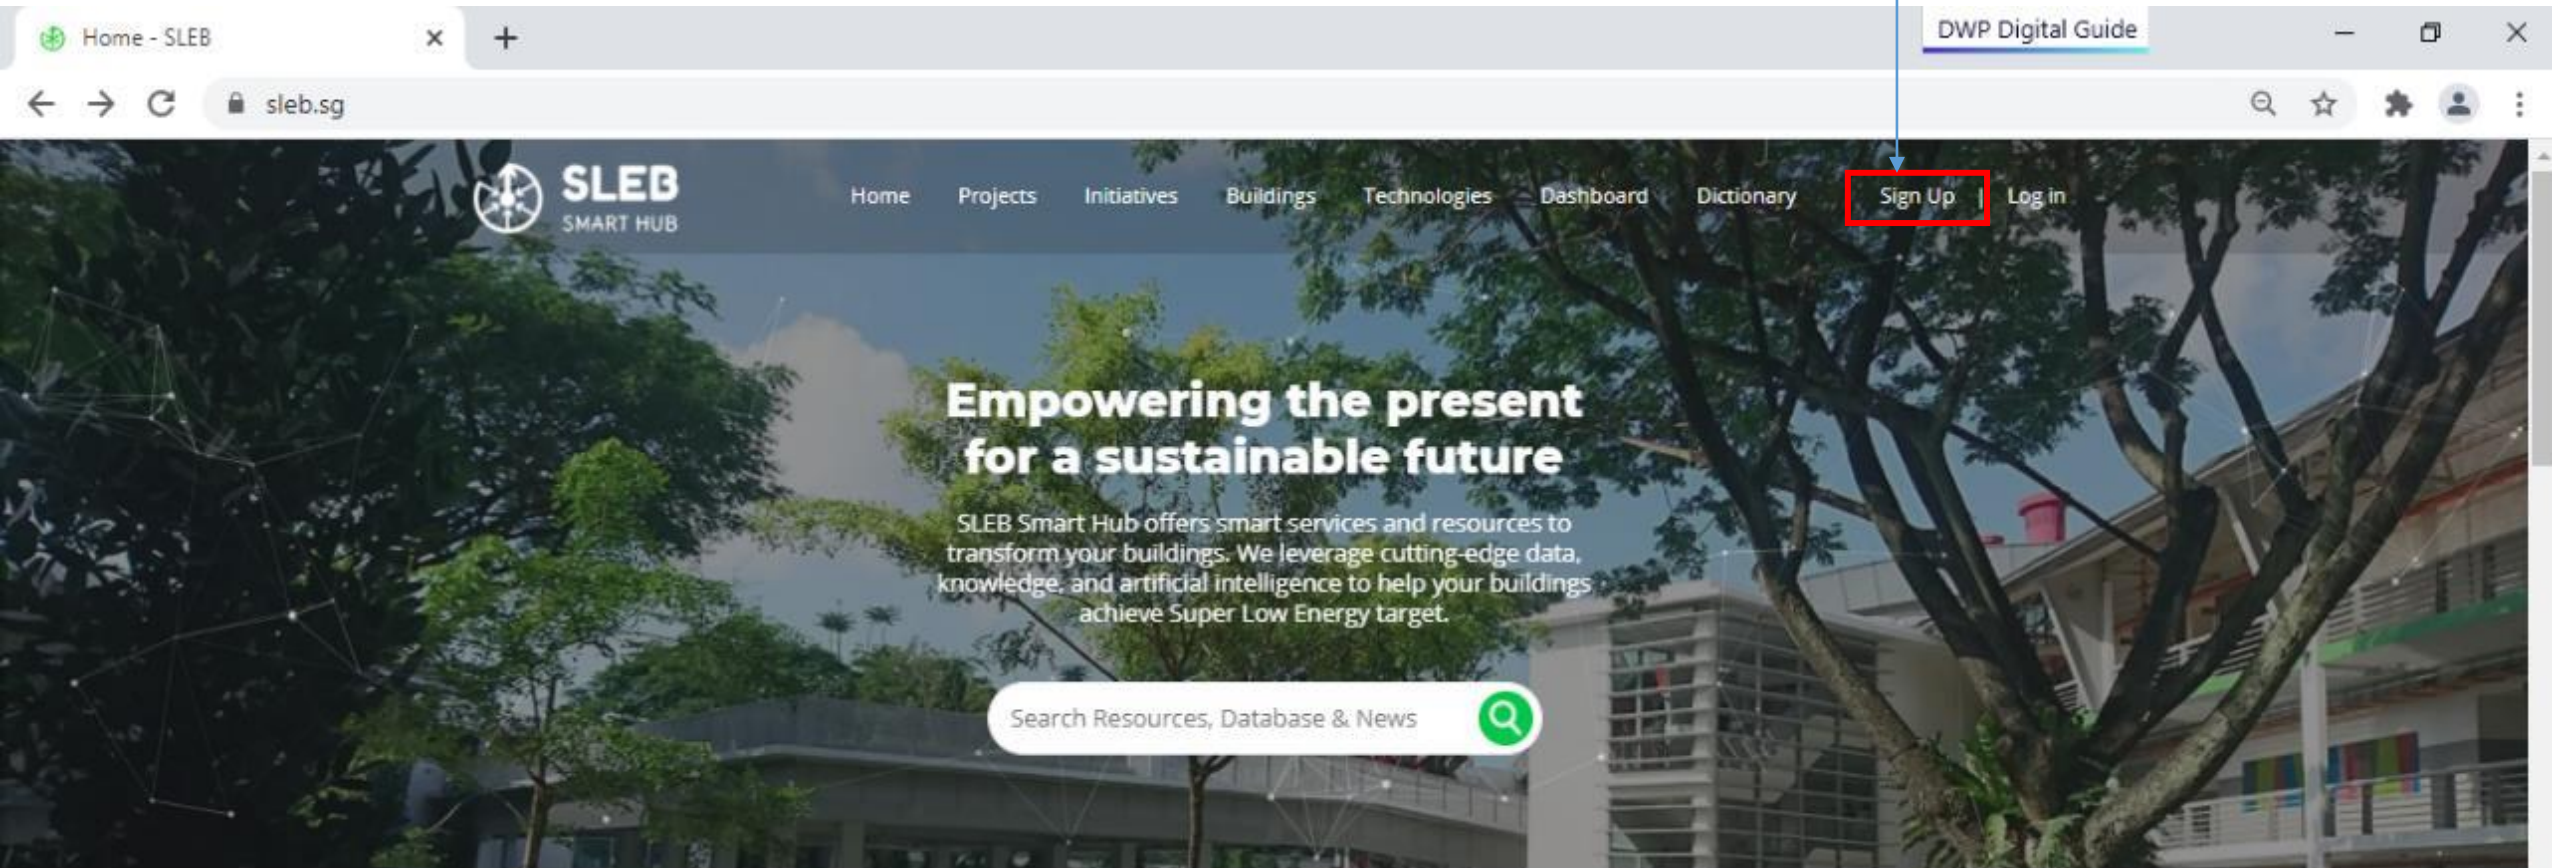 Home - SLEB
DWP Digital Guide
sleb.sg
SLEB
SMART HUB
Home Projects Initiatives Buildings Technologies Dashboard Dictionary Sign Up | Log in
Empowering the present
for a sustainable future
SLEB Smart Hub offers smart services and resources to
transform your buildings. We leverage cutting-edge data,
knowledge, and artificial intelligence to help your buildings
achieve Super Low Energy target.
Search Resources, Database & News